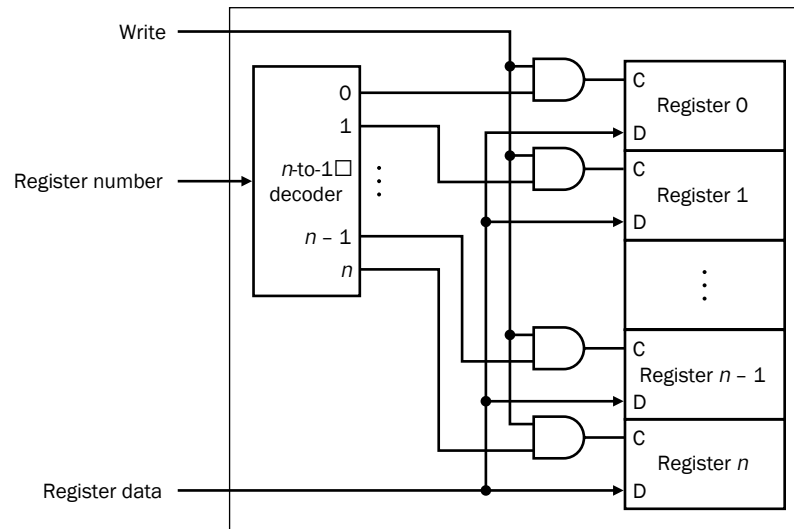 Write
0
C
Register 0
1
D
n-to-1□
decoder
⋮
C
Register 1
Register number
D
n – 1
n
⋮
C
Register n – 1
D
C
Register n
Register data
D